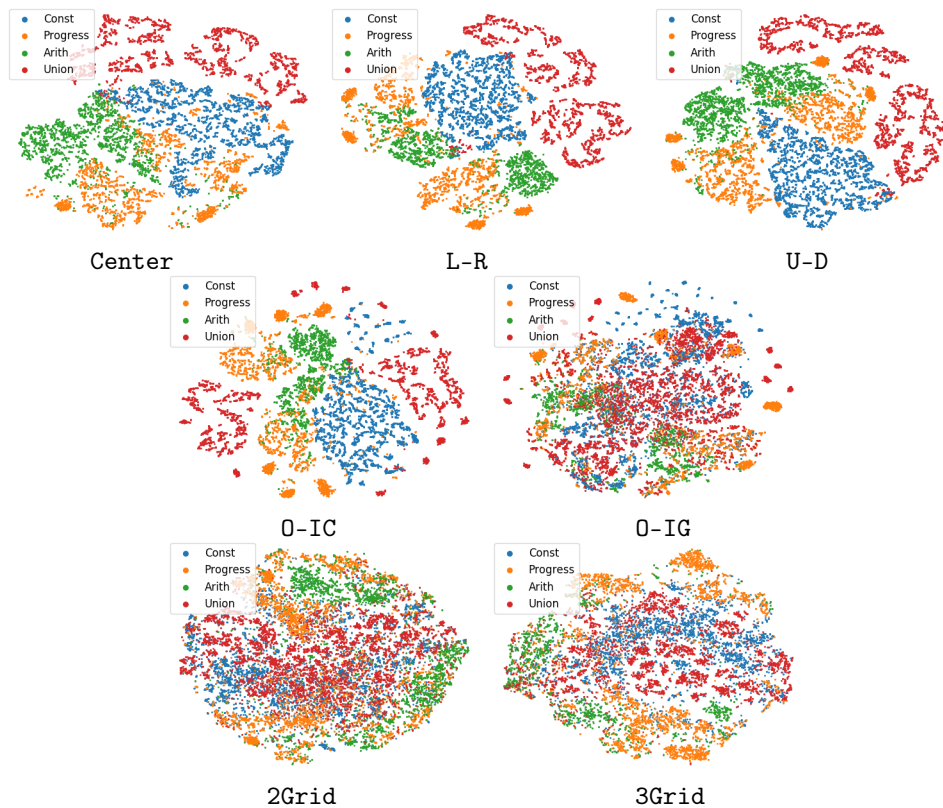 Const
Progress
Arith
Union
Const
Progress
Arith
Union
Const
Progress
Arith
Union
Center
L-R
U-D
Const
Progress
Arith
Union
Const
Progress
Arith
Union
O-IC
O-IG
Const
Progress
Arith
Union
Const
Progress
Arith
Union
2Grid
3Grid